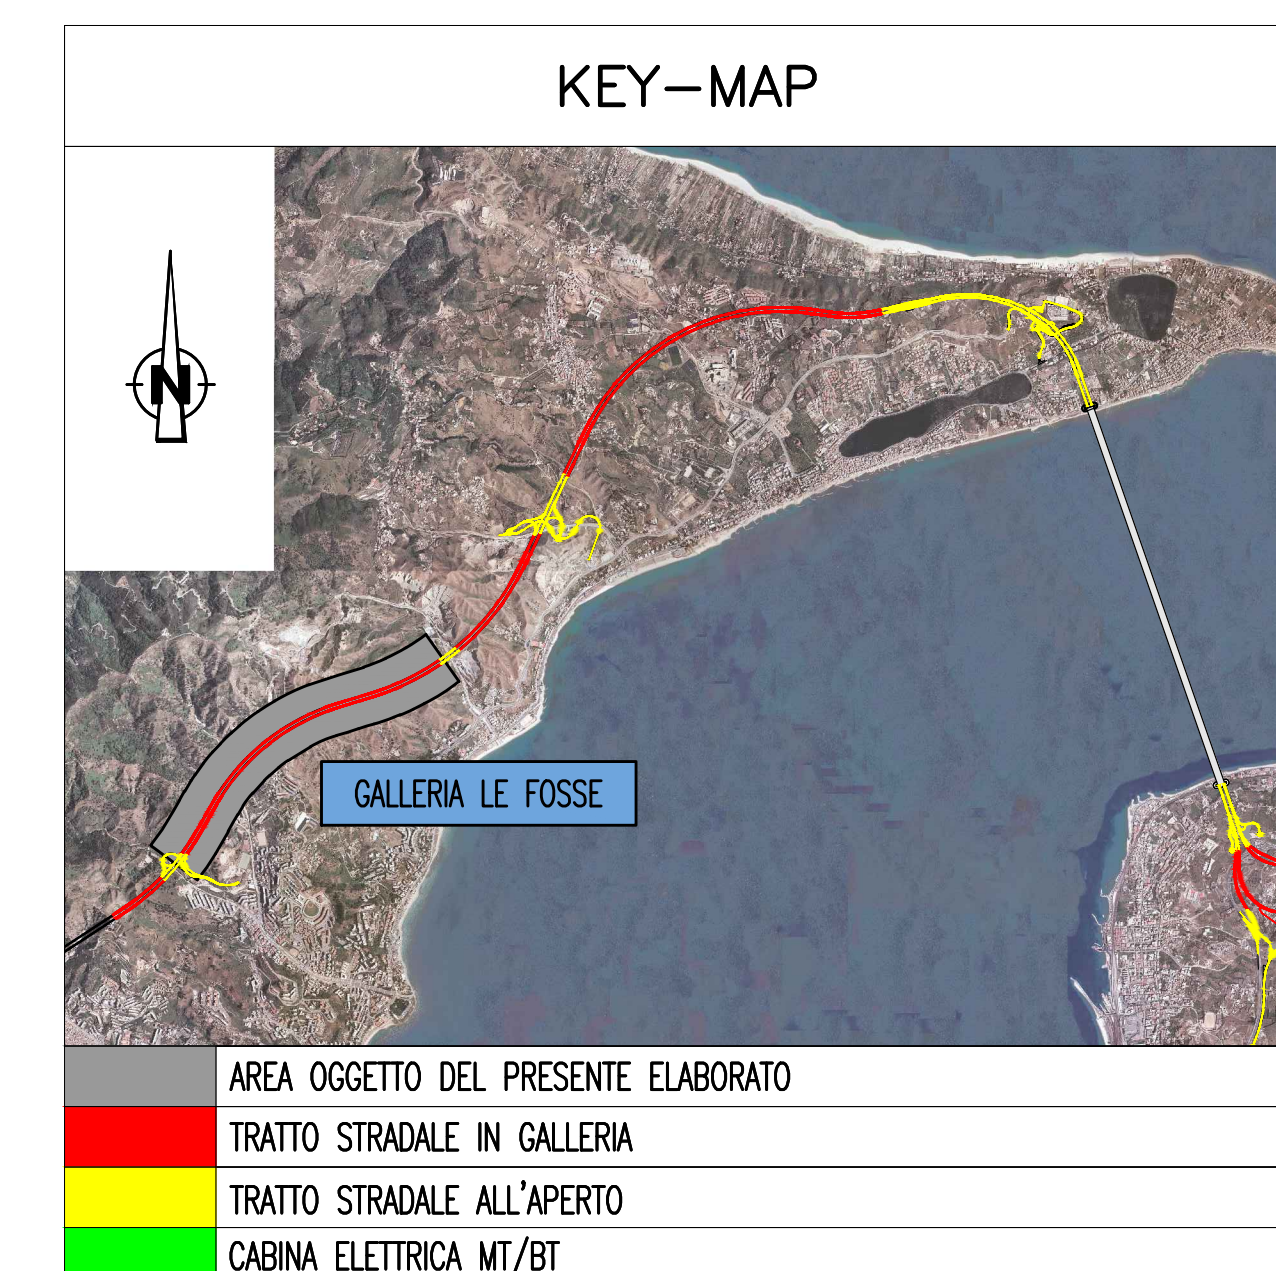 KEY-MAP
N
GALLERIA LE FOSSE
AREA OGGETTO DEL PRESENTE ELABORATO
TRATTO STRADALE IN GALLERIA
TRATTO STRADALE ALL'APERTO
CABINA ELETTRICA MT/BT